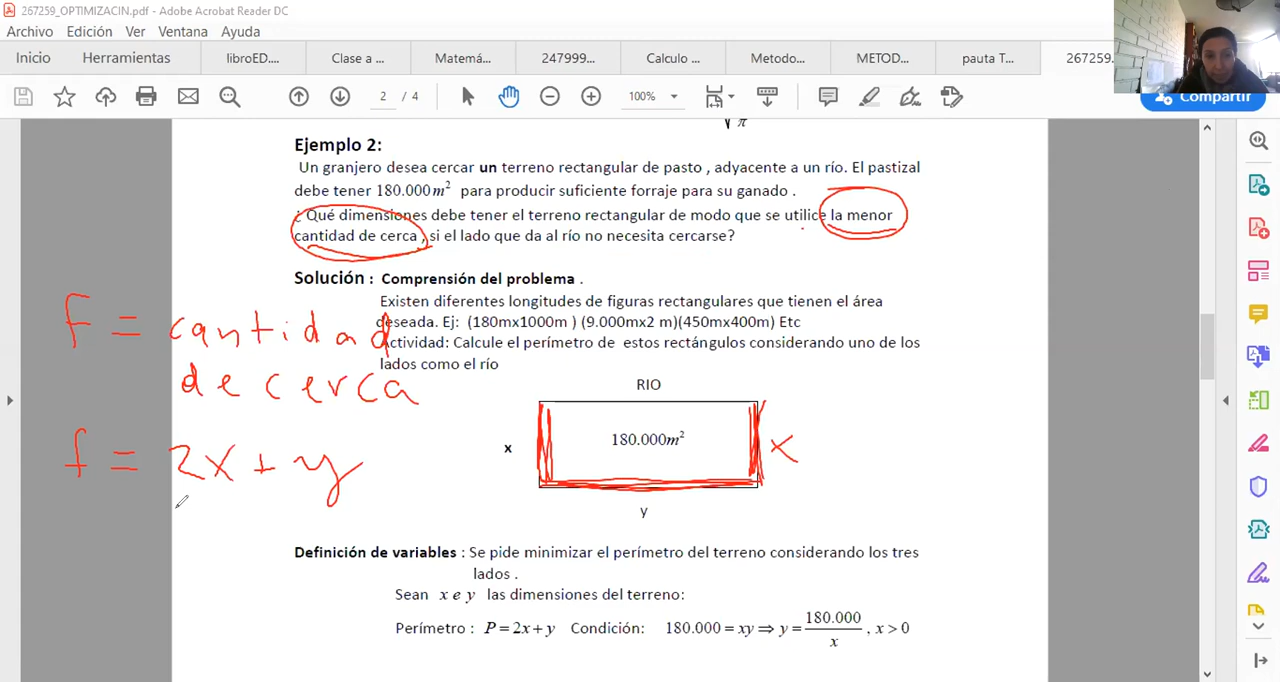 267259_OPTIMIZACIN.pdf - Adobe Acrobat Reader DC
Archivo Edición Ver Ventana Ayuda
Inicio Herramientas libroED.... Clase a ... Matemá... 247999... Calculo ... Metodo... METOD... pauta T... 267259...
2 / 4 100% Compartir
√π
Ejemplo 2:
Un granjero desea cercar un terreno rectangular de pasto , adyacente a un río. El pastizal
debe tener 180.000m² para producir suficiente forraje para su ganado .
¿Qué dimensiones debe tener el terreno rectangular de modo que se utilice la menor
cantidad de cerca , si el lado que da al río no necesita cercarse?
Solución : Comprensión del problema .
Existen diferentes longitudes de figuras rectangulares que tienen el área
deseada. Ej: (180mx1000m ) (9.000mx2 m)(450mx400m) Etc
Actividad: Calcule el perímetro de estos rectángulos considerando uno de los
lados como el río
F = cantidad
de cerca
RIO
x 180.000m² x
f = 2x + y
y
Definición de variables : Se pide minimizar el perímetro del terreno considerando los tres
lados .
Sean x e y las dimensiones del terreno:
Perímetro : P = 2x + y Condición: 180.000 = xy ⇒ y = 180.000/x , x > 0